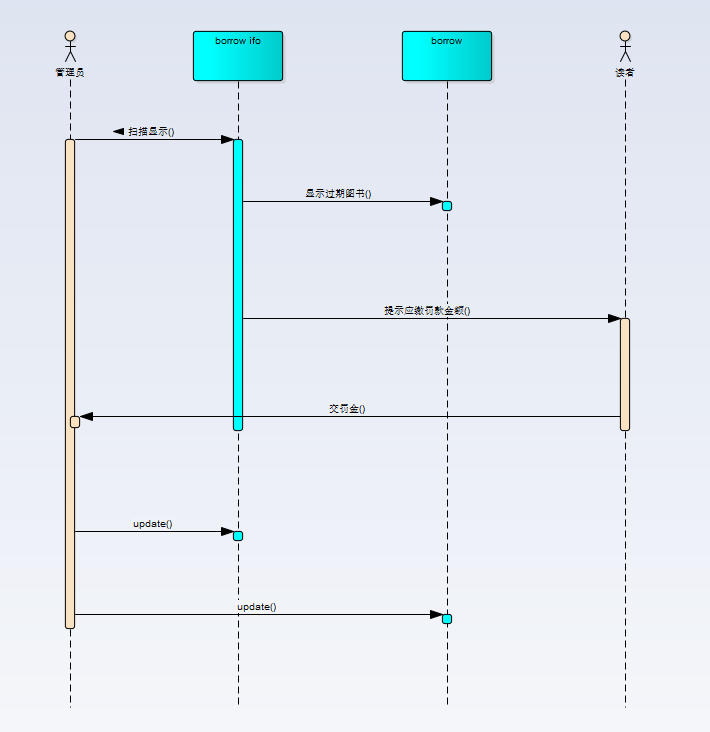 borrow ifo
borrow
管理员
读者
扫描显示()
显示过期图书()
提示应缴罚款金额()
交罚金()
update()
update()